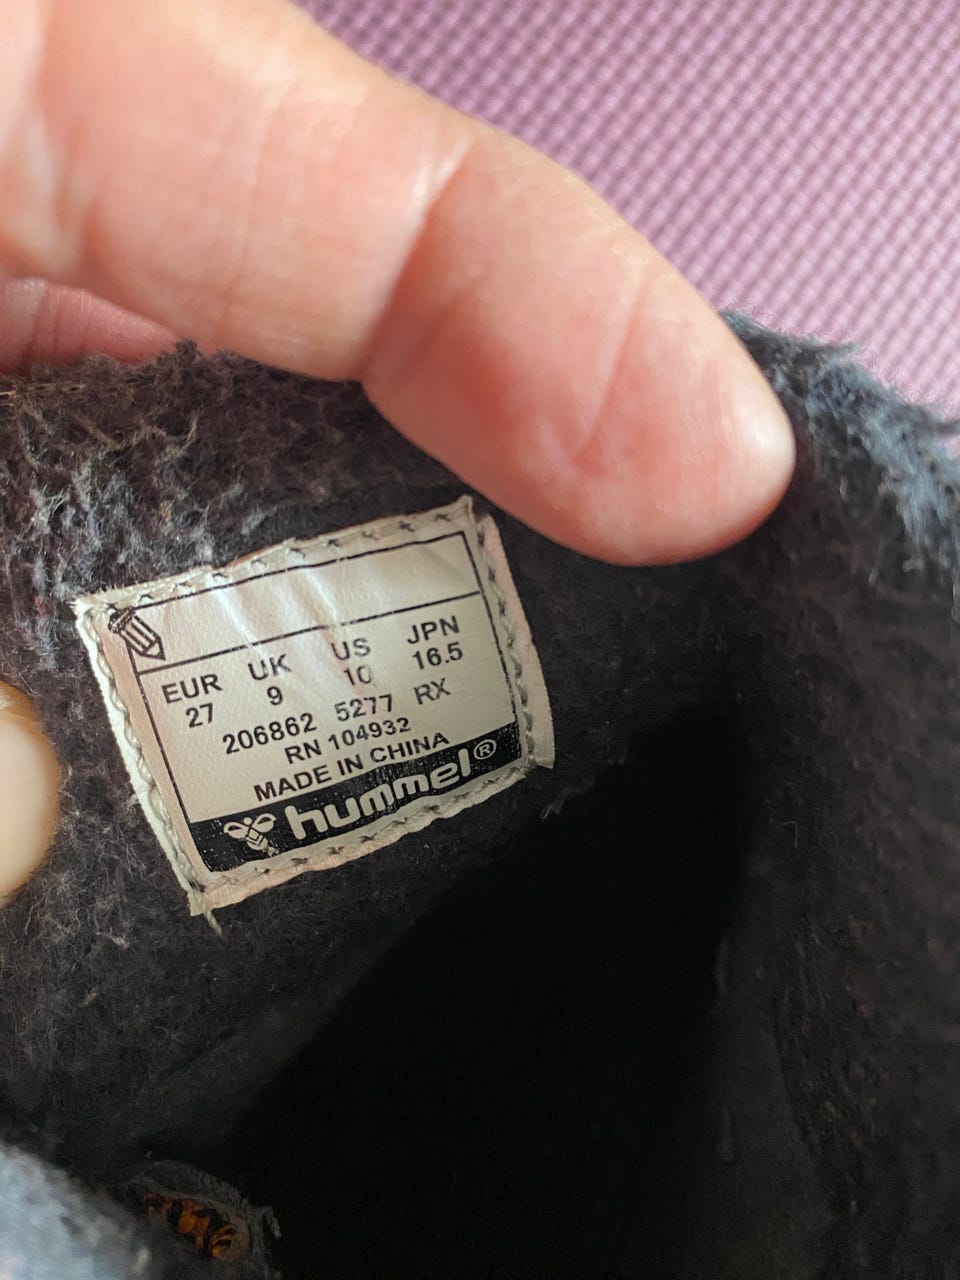 EUR UK US JPN
27 9 10 16.5
206862 5277 RX
RN 104932
MADE IN CHINA
hummel®